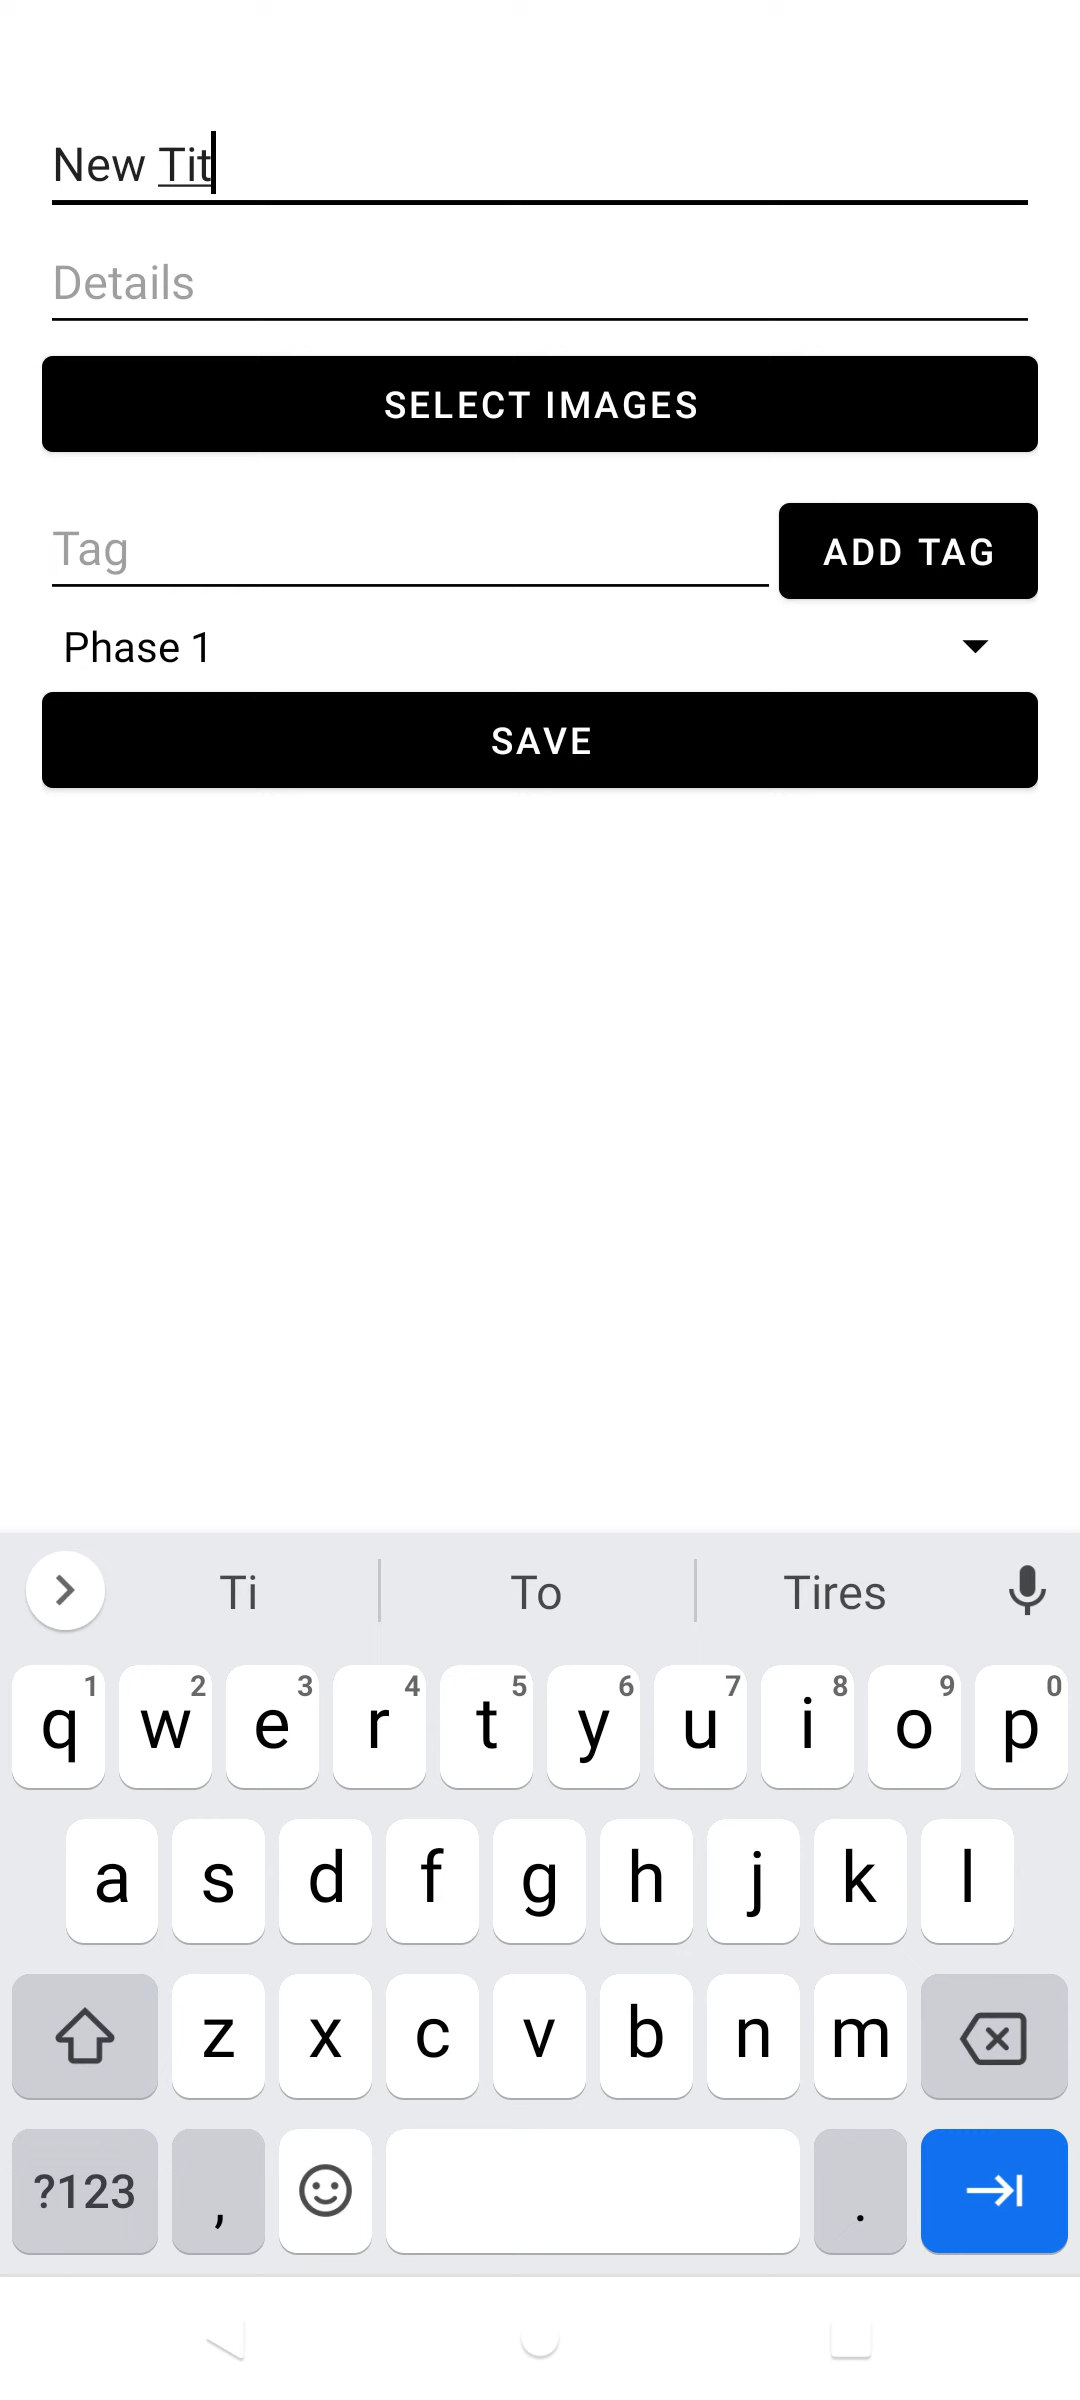 New Tit
Details
SELECT IMAGES
Tag
ADD TAG
Phase 1
SAVE
Ti To Tires
1 2 3 4 5 6 7 8 9 0
q w e r t y u i o p
a s d f g h j k l
z x c v b n m
?123 , .